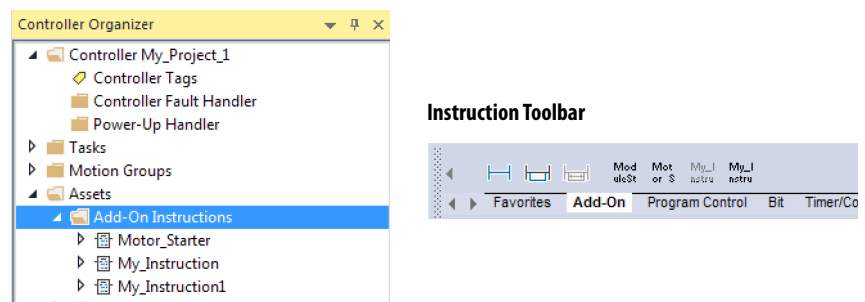 Controller Organizer
Controller My_Project_1
Controller Tags
Controller Fault Handler
Power-Up Handler
Tasks
Motion Groups
Assets
Add-On Instructions
Motor_Starter
My_Instruction
My_Instruction1
Instruction Toolbar
Mod Mot My_I My_I
uleSt or S nstru nstru
Favorites Add-On Program Control Bit Timer/Co